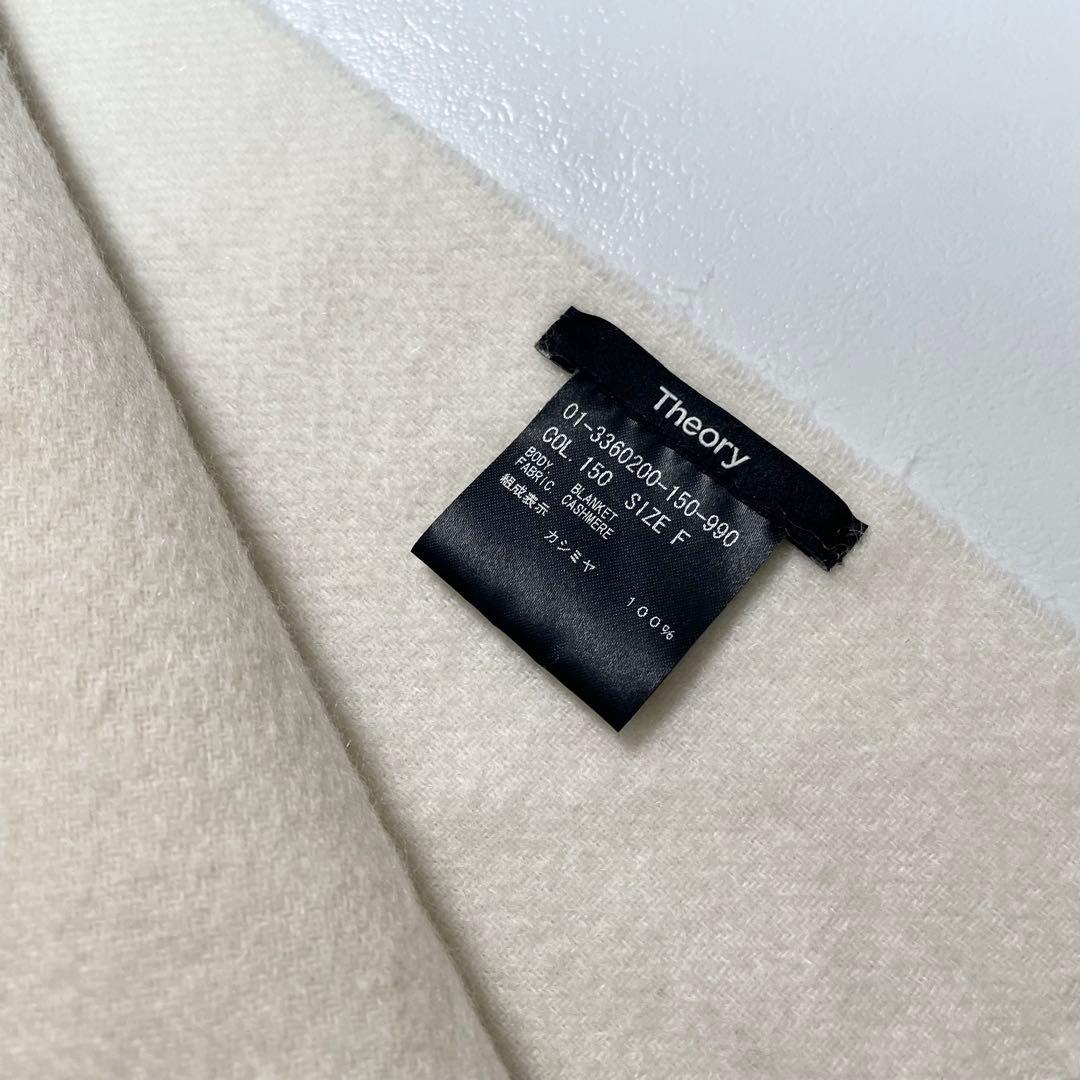 Theory
01-3360200-150-990
COL. 150 SIZE F
BODY. BLANKET
FABRIC CASHMERE
組成表示
カシミヤ
100%